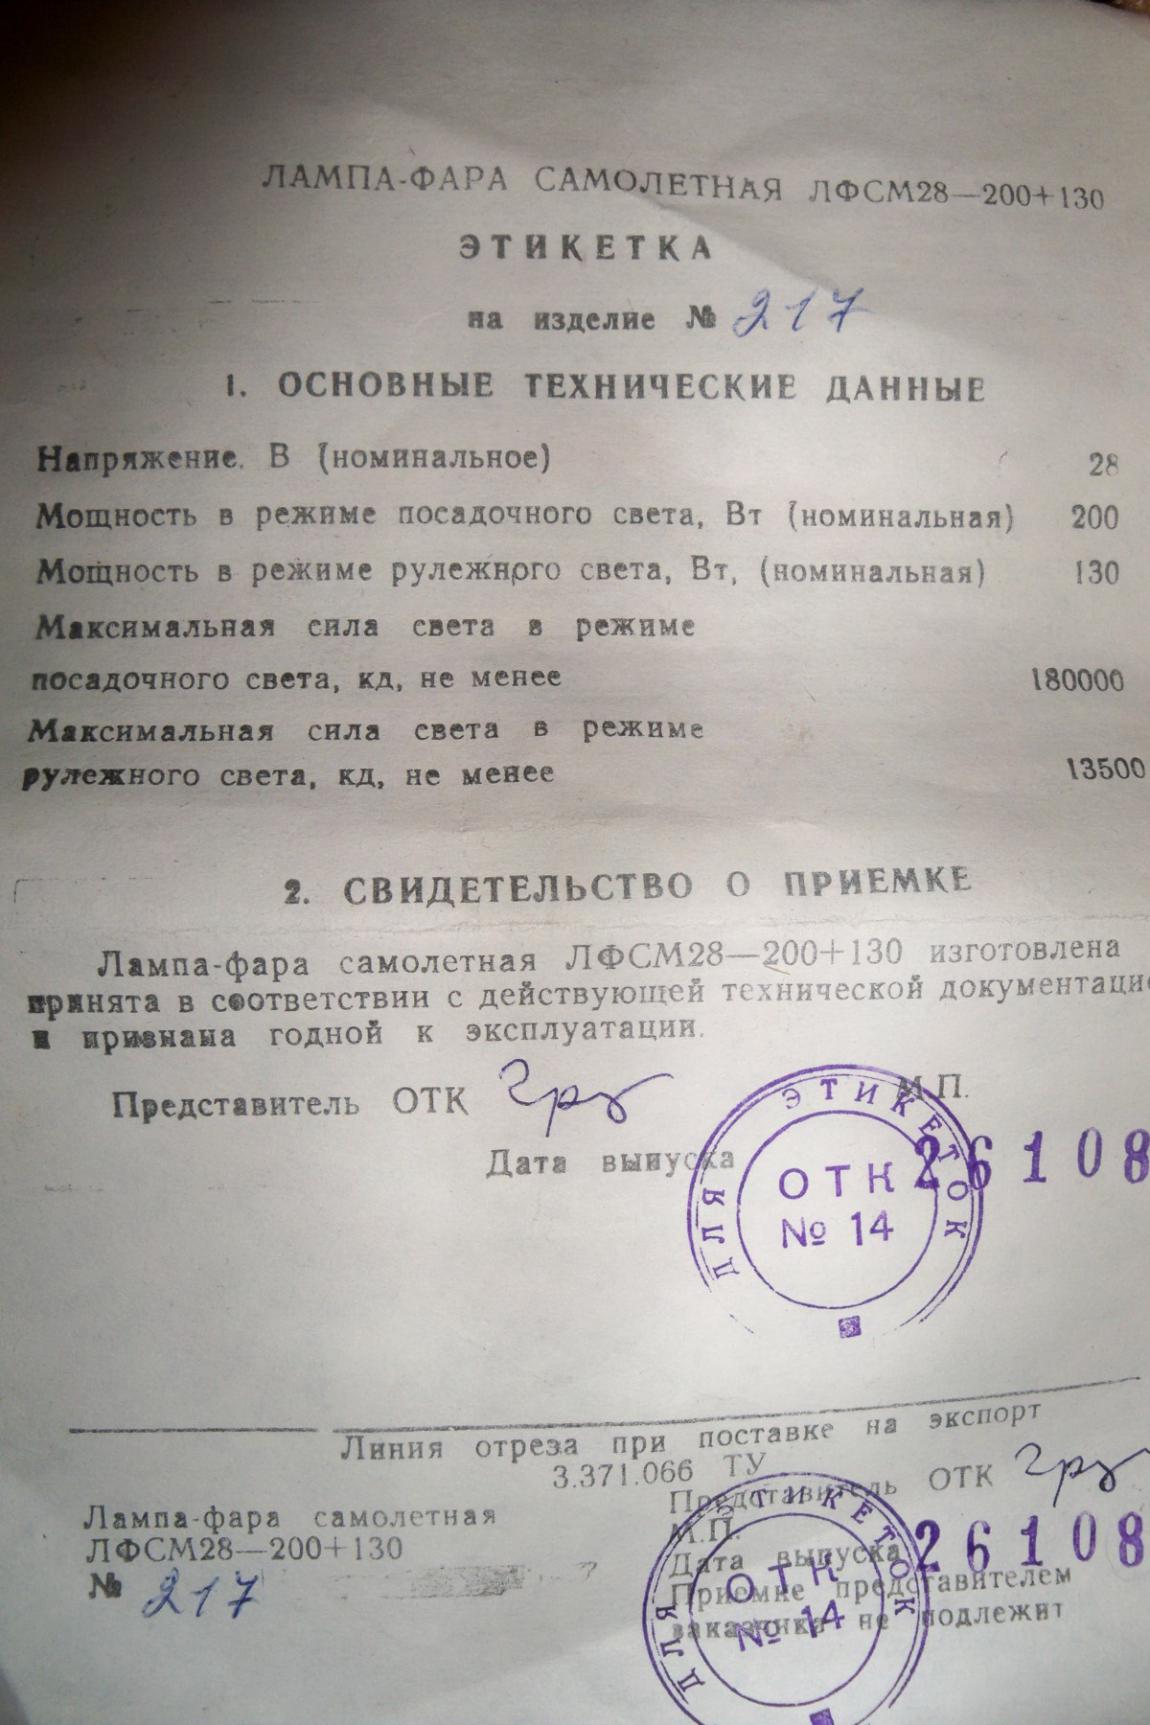 ЛАМПА-ФАРА САМОЛЕТНАЯ ЛФСМ28—200+130
ЭТИКЕТКА
на изделие № 217
1. ОСНОВНЫЕ ТЕХНИЧЕСКИЕ ДАННЫЕ
Напряжение. В (номинальное) 28
Мощность в режиме посадочного света, Вт (номинальная) 200
Мощность в режиме рулежного света, Вт, (номинальная) 130
Максимальная сила света в режиме
посадочного света, кд, не менее 180000
Максимальная сила света в режиме
рулежного света, кд, не менее 13500
2. СВИДЕТЕЛЬСТВО О ПРИЕМКЕ
Лампа-фара самолетная ЛФСМ28—200+130 изготовлена
принята в соответствии с действующей технической документацие
и признана годной к эксплуатации.
Представитель ОТК
М.П.
Дата выпуска 26108
ДЛЯ ЭТИКЕТОК
ОТК
№ 14
Линия отреза при поставке на экспорт
3.371.066 ТУ
Лампа-фара самолетная
ЛФСМ28—200+130
№ 217
Представитель ОТК
М.П.
Дата выпуска 26108
Приемке представителем
заказчика не подлежит
ДЛЯ ЭТИКЕТОК
ОТК
№ 14